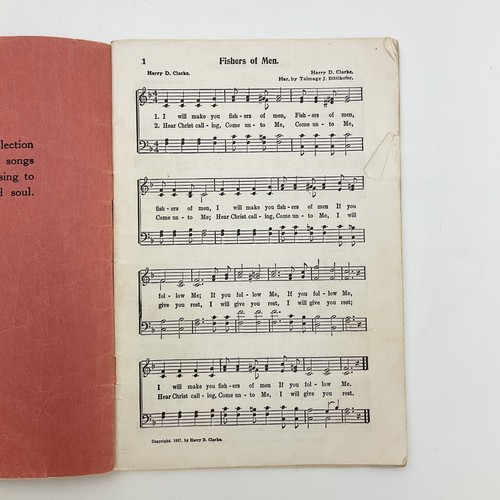 lection
songs
sing to
soul.
1 Fishers of Men.
Harry D. Clarke. Harry D. Clarke.
Har. by Talmage J. Bittikofer.
1. I will make you fish - ers of men, Fish - ers of men,
2. Hear Christ call - ing, Come un - to Me, Come un - to Me,
fish - ers of men, I will make you fish - ers of men If you
Come un - to Me; Hear Christ call - ing, Come un - to Me, I will
fol - low Me; If you fol - low Me, If you fol - low Me,
give you rest, I will give you rest, I will give you rest;
I will make you fish - ers of men If you fol - low Me.
Hear Christ call - ing, Come un - to Me, I will give you rest.
Copyright, 1927, by Harry D. Clarke.